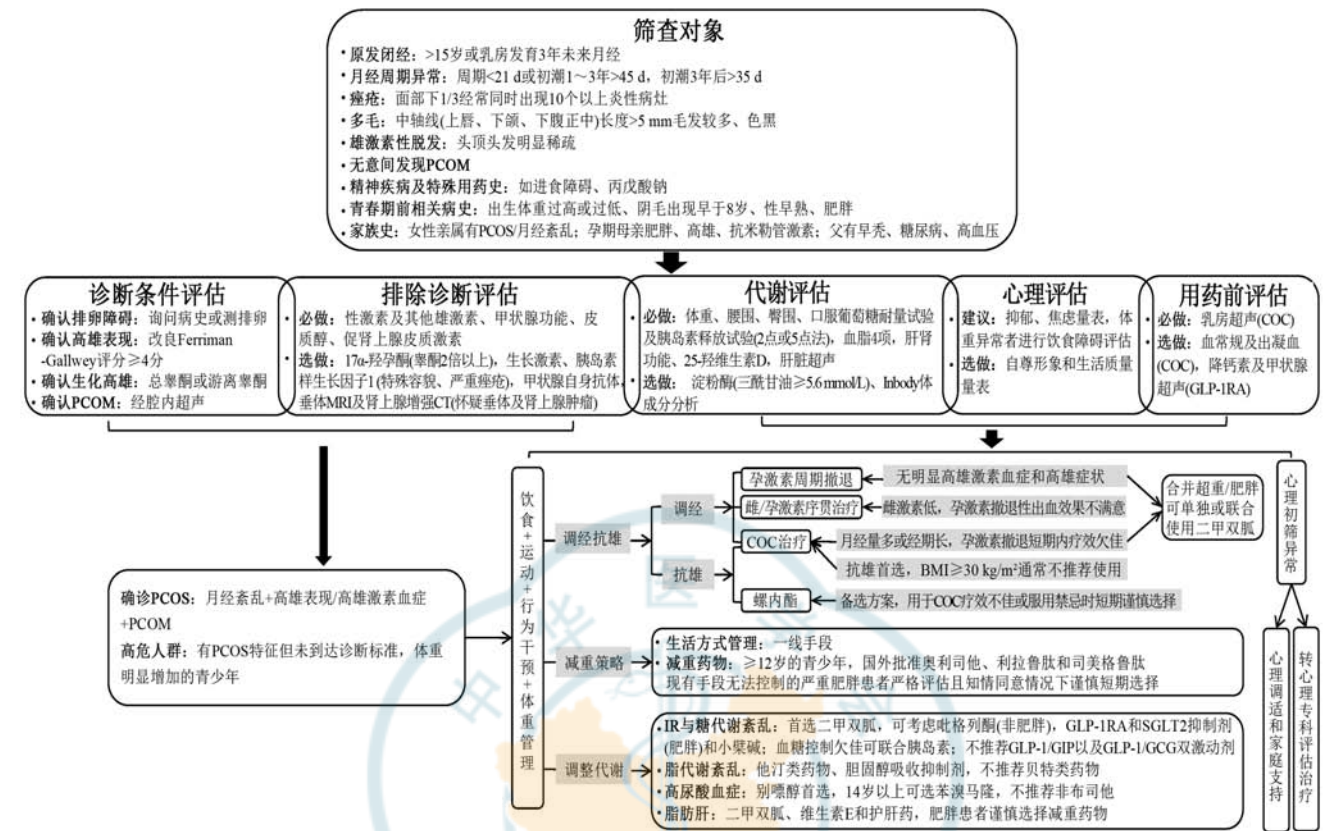 筛查对象
· 原发闭经：>15岁或乳房发育3年未来月经
· 月经周期异常：周期<21 d或初潮1～3年>45 d，初潮3年后>35 d
· 痤疮：面部下1/3经常同时出现10个以上炎性病灶
· 多毛：中轴线(上唇、下颌、下腹正中)长度>5 mm毛发较多、色黑
· 雄激素性脱发：头顶头发明显稀疏
· 无意间发现PCOM
· 精神疾病及特殊用药史：如进食障碍、丙戊酸钠
· 青春期前相关病史：出生体重过高或过低、阴毛出现早于8岁、性早熟、肥胖
· 家族史：女性亲属有PCOS/月经紊乱；孕期母亲肥胖、高雄、抗米勒管激素；父有早秃、糖尿病、高血压
诊断条件评估
· 确认排卵障碍：询问病史或测排卵
· 确认高雄表现：改良Ferriman
-Gallwey评分≥4分
· 确认生化高雄：总睾酮或游离睾酮
· 确认PCOM：经腔内超声
排除诊断评估
· 必做：性激素及其他雄激素、甲状腺功能、皮
质醇、促肾上腺皮质激素
· 选做：17α-羟孕酮(睾酮2倍以上)，生长激素、胰岛素
样生长因子1(特殊容貌、严重痤疮)，甲状腺自身抗体，
垂体MRI及肾上腺增强CT(怀疑垂体及肾上腺肿瘤)
代谢评估
· 必做：体重、腰围、臀围、口服葡萄糖耐量试验
及胰岛素释放试验(2点或5点法)，血脂4项，肝肾
功能、25-羟维生素D，肝脏超声
· 选做：淀粉酶(三酰甘油≥5.6 mmol/L)、Inbody体
成分分析
心理评估
· 建议：抑郁、焦虑量表，体
重异常者进行饮食障碍评估
· 选做：自尊形象和生活质量
量表
用药前评估
· 必做：乳房超声(COC)
· 选做：血常规及出凝血
(COC)，降钙素及甲状腺
超声(GLP-1RA)
确诊PCOS：月经紊乱+高雄表现/高雄激素血症
+PCOM
高危人群：有PCOS特征但未到达诊断标准，体重
明显增加的青少年
饮食+运动+行为干预+体重管理
调经抗雄
调经
抗雄
孕激素周期撤退
无明显高雄激素血症和高雄症状
雌/孕激素序贯治疗
雌激素低，孕激素撤退性出血效果不满意
COC治疗
月经量多或经期长，孕激素撤退短期内疗效欠佳
抗雄首选，BMI≥30 kg/m²通常不推荐使用
螺内酯
备选方案，用于COC疗效不佳或服用禁忌时短期谨慎选择
合并超重/肥胖
可单独或联合
使用二甲双胍
减重策略
· 生活方式管理：一线手段
· 减重药物：≥12岁的青少年，国外批准奥利司他、利拉鲁肽和司美格鲁肽
现有手段无法控制的严重肥胖患者严格评估且知情同意情况下谨慎短期选择
调整代谢
· IR与糖代谢紊乱：首选二甲双胍，可考虑吡格列酮(非肥胖)，GLP-1RA和SGLT2抑制剂
(肥胖)和小檗碱；血糖控制欠佳可联合胰岛素；不推荐GLP-1/GIP以及GLP-1/GCG双激动剂
· 脂代谢紊乱：他汀类药物、胆固醇吸收抑制剂，不推荐贝特类药物
· 高尿酸血症：别嘌醇首选，14岁以上可选苯溴马隆，不推荐非布司他
· 脂肪肝：二甲双胍、维生素E和护肝药，肥胖患者谨慎选择减重药物
心理初筛异常
心理调适和家庭支持
转心理专科评估治疗
中华医学会